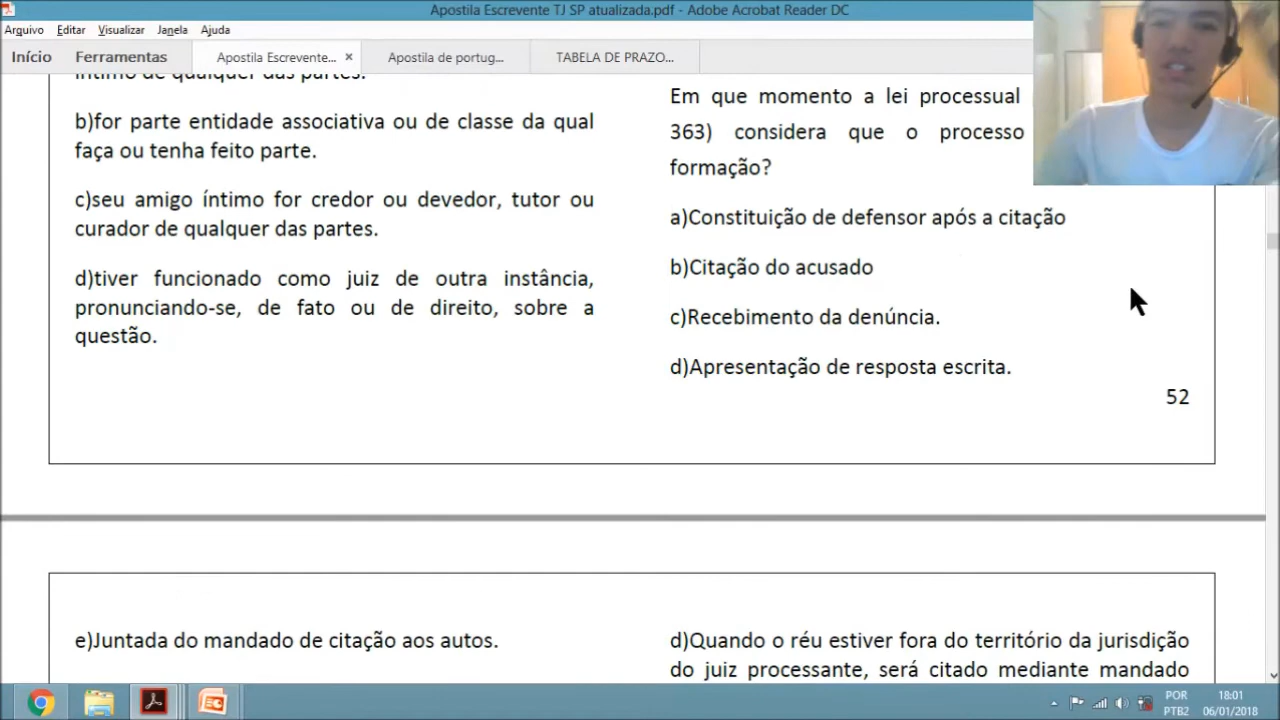 Apostila Escrevente TJ SP atualizada.pdf - Adobe Acrobat Reader DC
Arquivo Editar Visualizar Janela Ajuda
Início Ferramentas Apostila Escrevente... × Apostila de portug... TABELA DE PRAZO...
íntimo de qualquer das partes.
b)for parte entidade associativa ou de classe da qual
faça ou tenha feito parte.
c)seu amigo íntimo for credor ou devedor, tutor ou
curador de qualquer das partes.
d)tiver funcionado como juiz de outra instância,
pronunciando-se, de fato ou de direito, sobre a
questão.
Em que momento a lei processual
363) considera que o processo
formação?
a)Constituição de defensor após a citação
b)Citação do acusado
c)Recebimento da denúncia.
d)Apresentação de resposta escrita.
52
e)Juntada do mandado de citação aos autos.
d)Quando o réu estiver fora do território da jurisdição
do juiz processante, será citado mediante mandado
POR
PTB2
18:01
06/01/2018